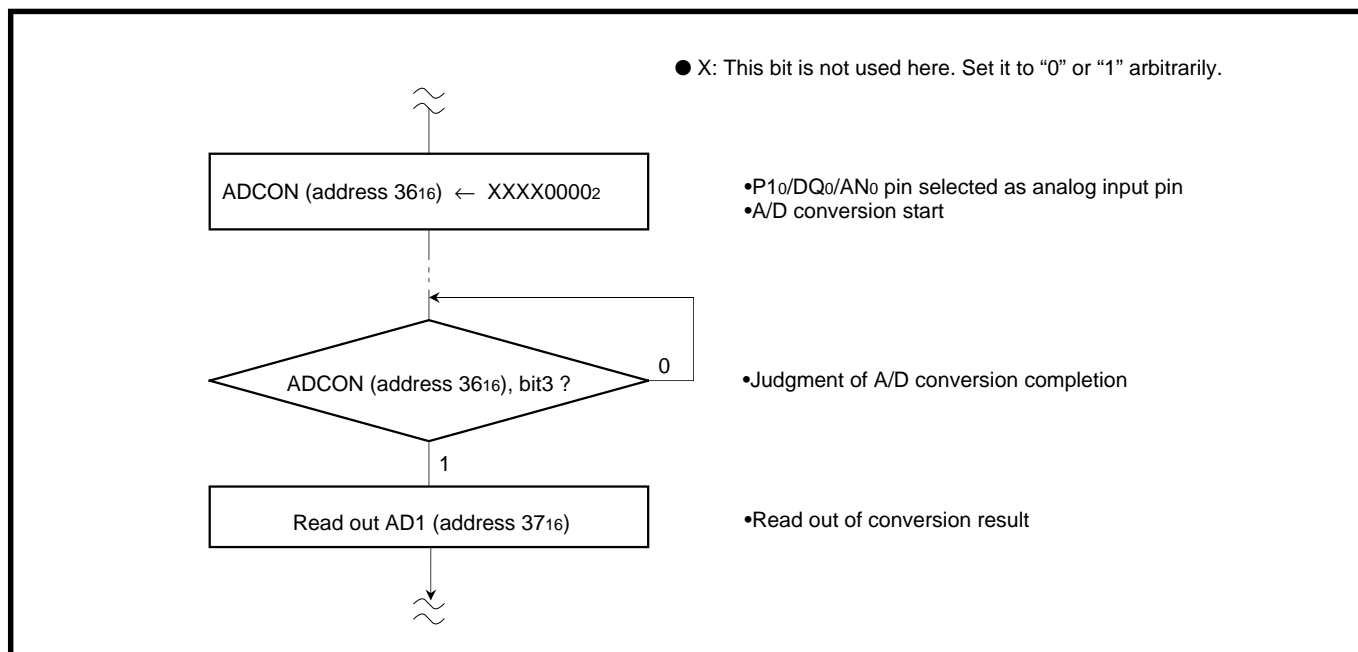 ● X: This bit is not used here. Set it to “0” or “1” arbitrarily.
ADCON (address 36₁₆) ← XXXX0000₂
•P1₀/DQ₀/AN₀ pin selected as analog input pin
•A/D conversion start
0
ADCON (address 36₁₆), bit3 ?
•Judgment of A/D conversion completion
1
Read out AD1 (address 37₁₆)
•Read out of conversion result